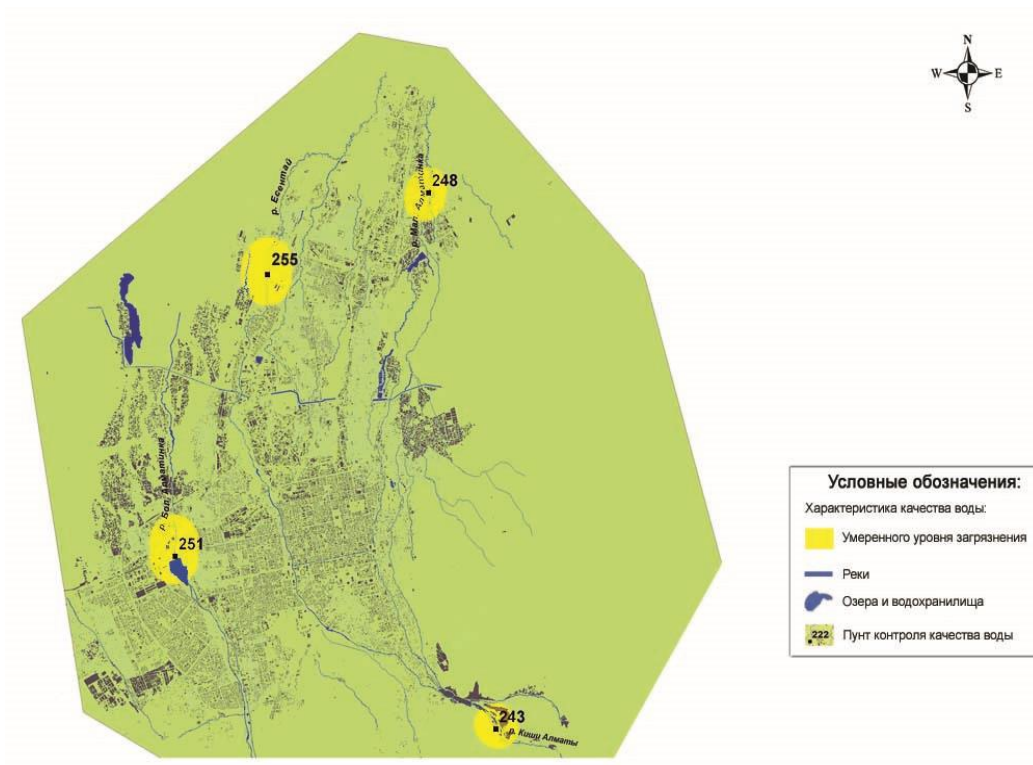 N
W E
S
248
р. Есентай
р. Мал. Алматинка
255
р. Бол. Алматинка
251
243
р. Киши Алматы
Условные обозначения:
Характеристика качества воды:
Умеренного уровня загрязнения
Реки
Озера и водохранилища
222
Пунт контроля качества воды